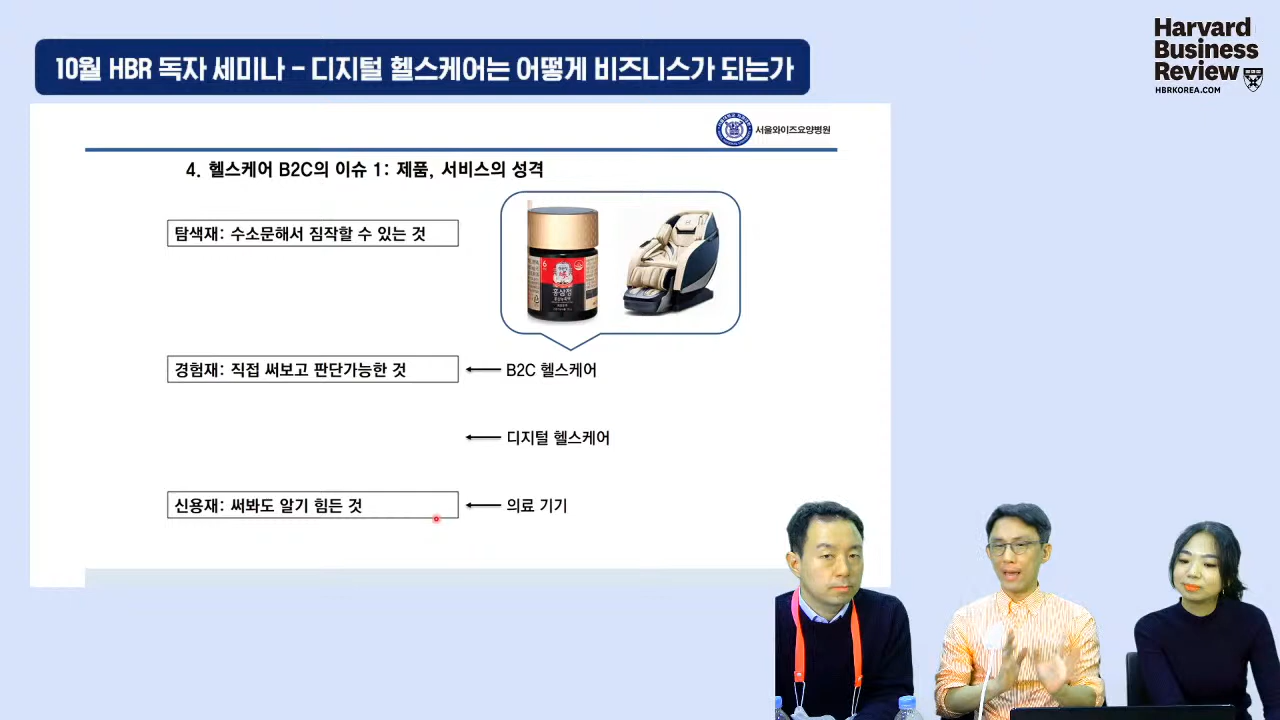 Harvard
Business
Review
HBRKOREA.COM
10월 HBR 독자 세미나 – 디지털 헬스케어는 어떻게 비즈니스가 되는가
서울와이즈요양병원
4. 헬스케어 B2C의 이슈 1: 제품, 서비스의 성격
탐색재: 수소문해서 짐작할 수 있는 것
홍삼정
경험재: 직접 써보고 판단가능한 것
B2C 헬스케어
디지털 헬스케어
신용재: 써봐도 알기 힘든 것
의료 기기